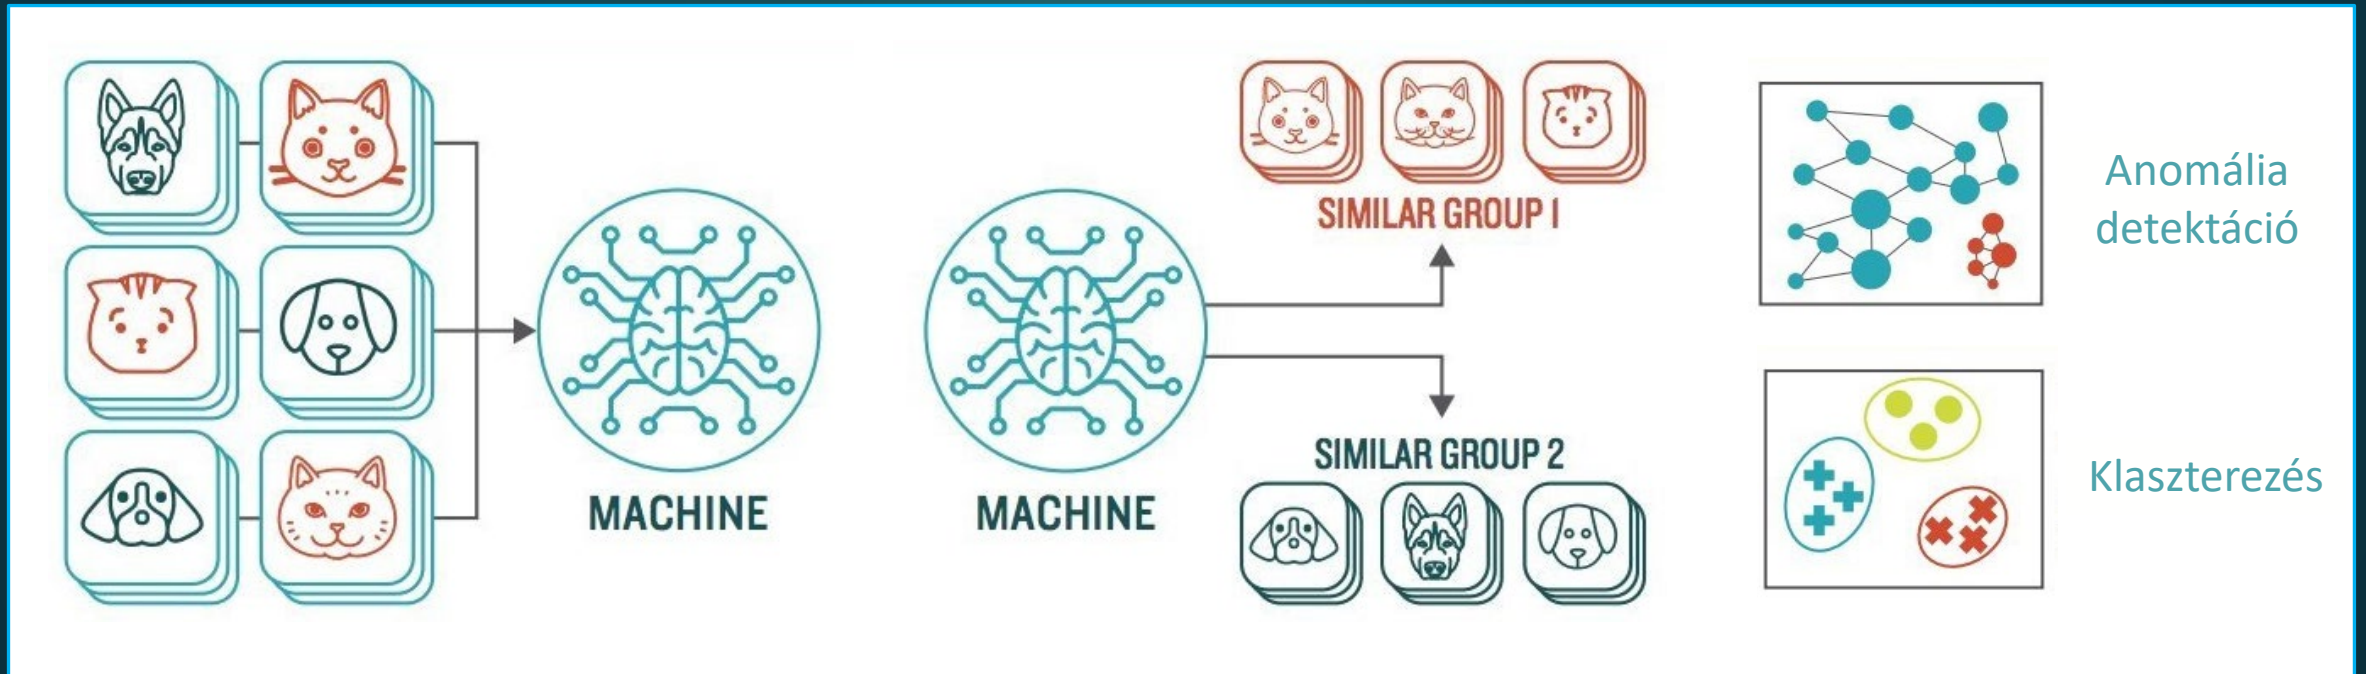 MACHINE
MACHINE
SIMILAR GROUP 1
SIMILAR GROUP 2
Anomália
detektáció
Klaszterezés